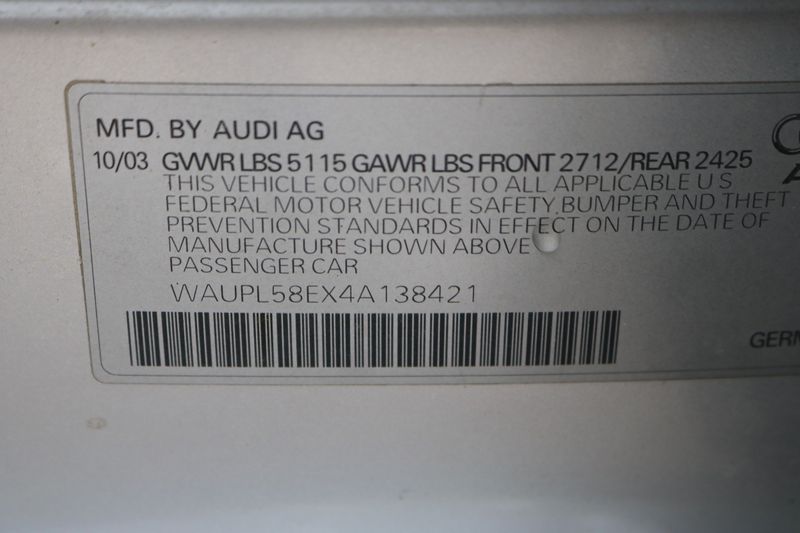 MFD. BY AUDI AG
10/03 GVWR LBS 5115 GAWR LBS FRONT 2712/REAR 2425
THIS VEHICLE CONFORMS TO ALL APPLICABLE U S
FEDERAL MOTOR VEHICLE SAFETY, BUMPER AND THEFT
PREVENTION STANDARDS IN EFFECT ON THE DATE OF
MANUFACTURE SHOWN ABOVE
PASSENGER CAR
WAUPL58EX4A138421